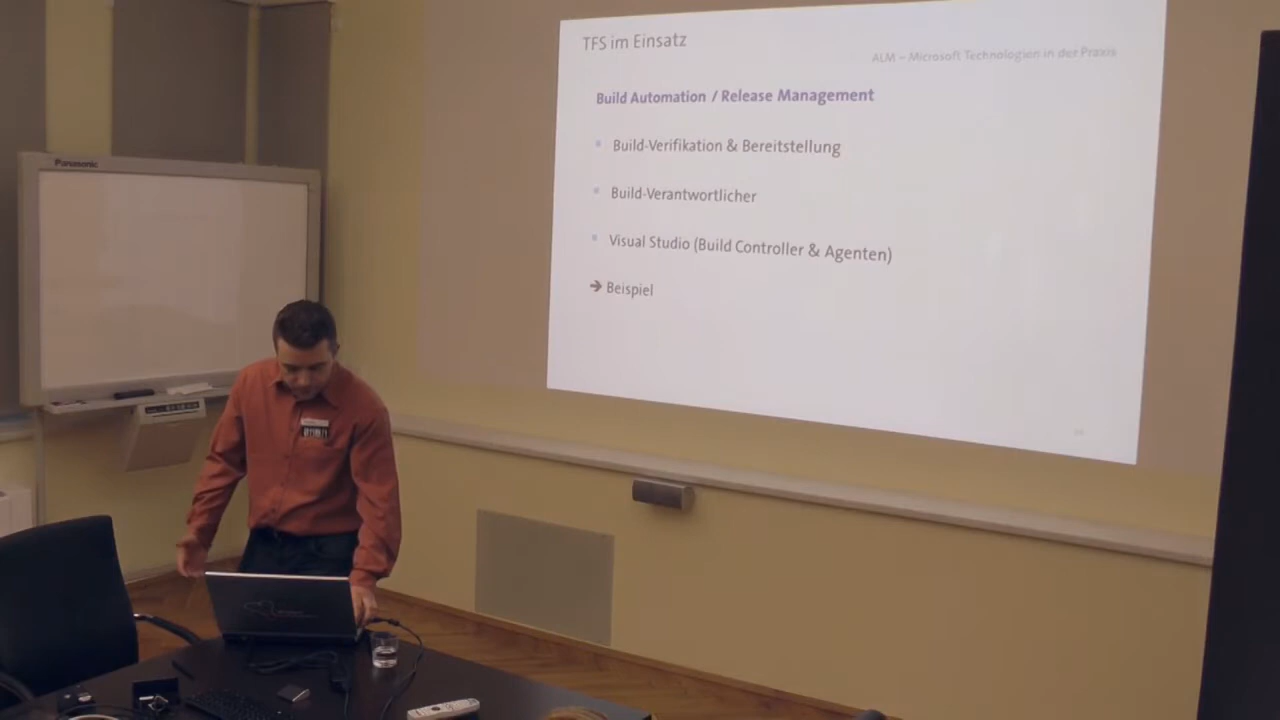 TFS im Einsatz
ALM – Microsoft Technologien in der Praxis
Build Automation / Release Management
Build-Verifikation & Bereitstellung
Build-Verantwortlicher
Visual Studio (Build Controller & Agenten)
➔ Beispiel
Panasonic